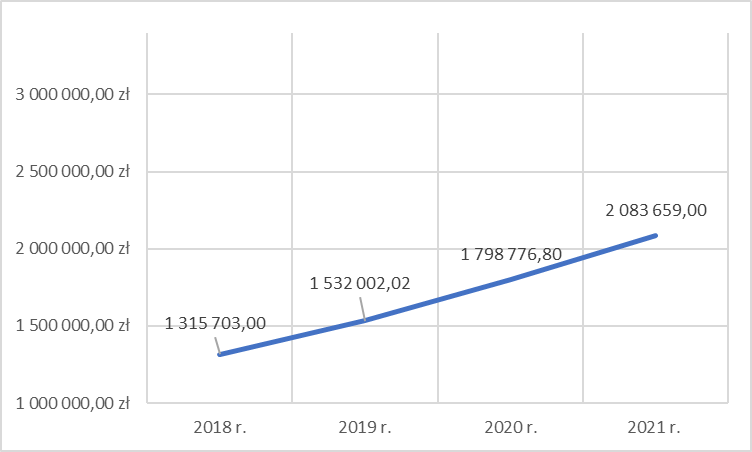 3 000 000,00 zł
2 500 000,00 zł
2 083 659,00
2 000 000,00 zł
1 798 776,80
1 532 002,02
1 500 000,00 zł
1 315 703,00
1 000 000,00 zł
2018 r.
2019 r.
2020 r.
2021 r.